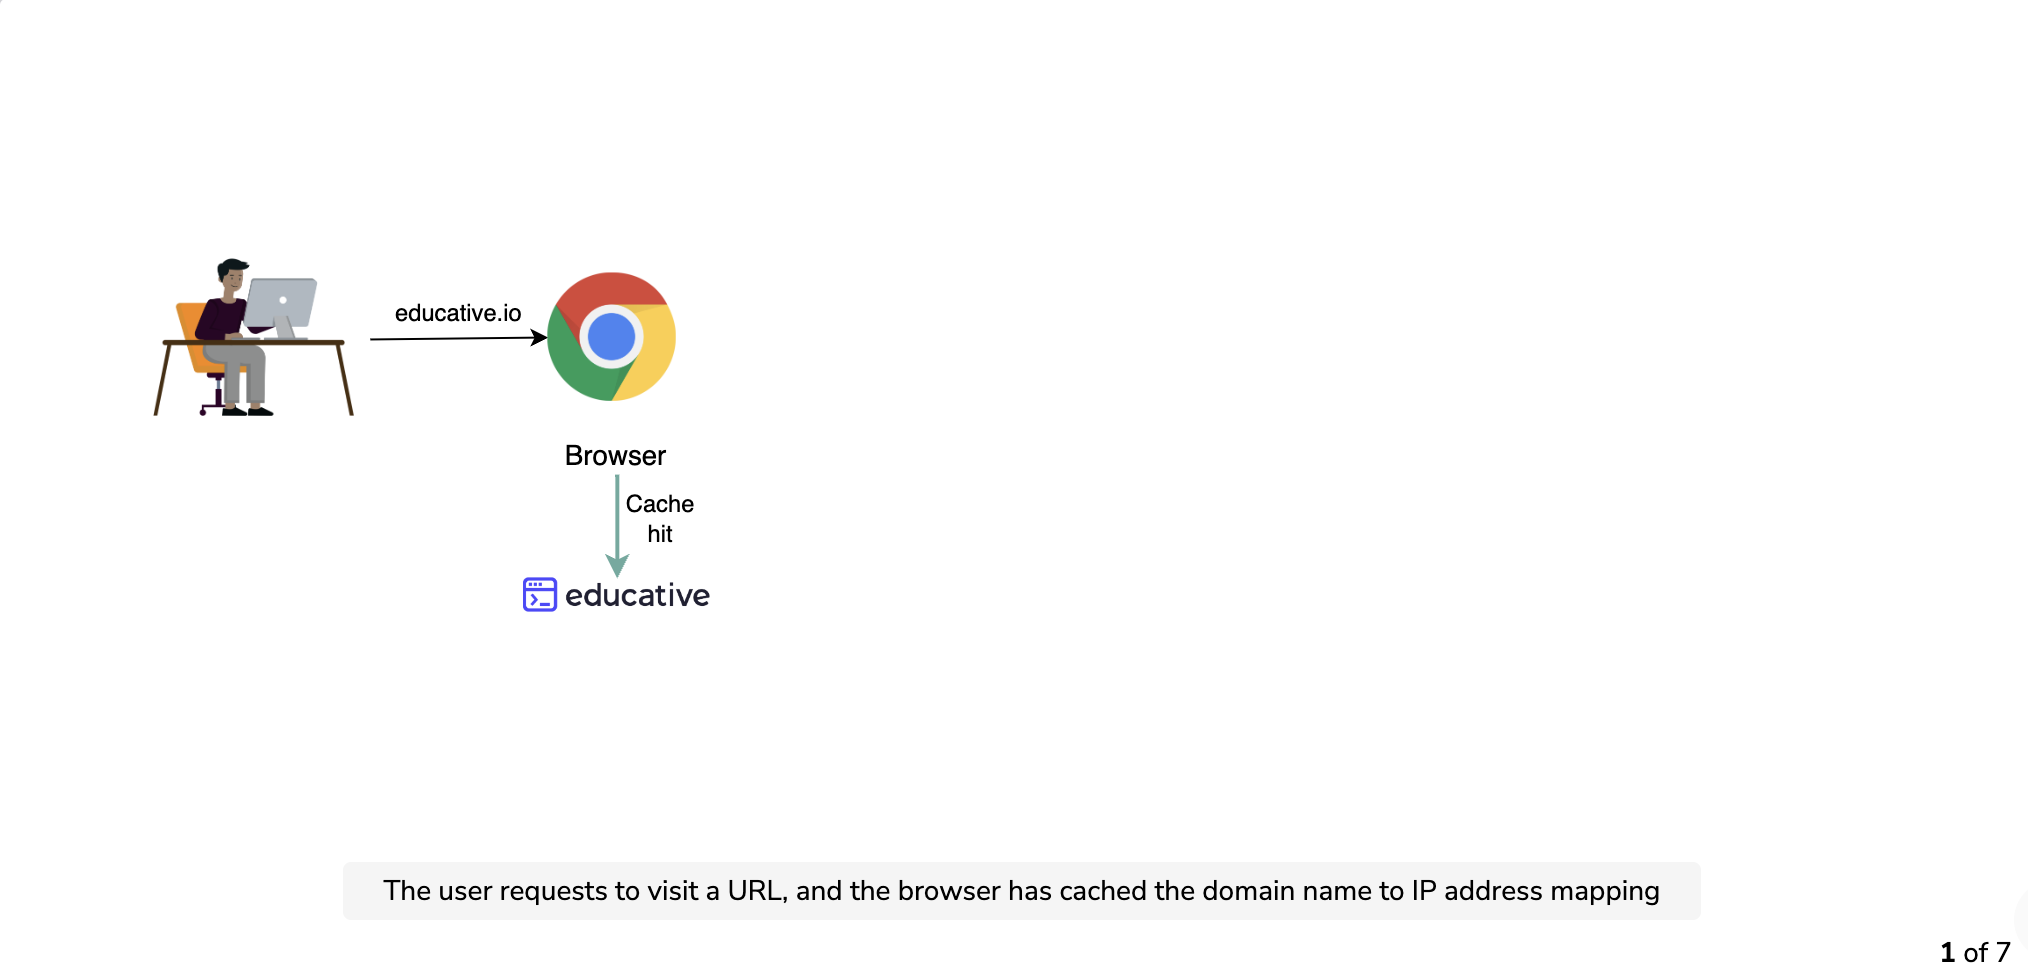 educative.io
Browser
Cache
hit
educative
The user requests to visit a URL, and the browser has cached the domain name to IP address mapping
1 of 7